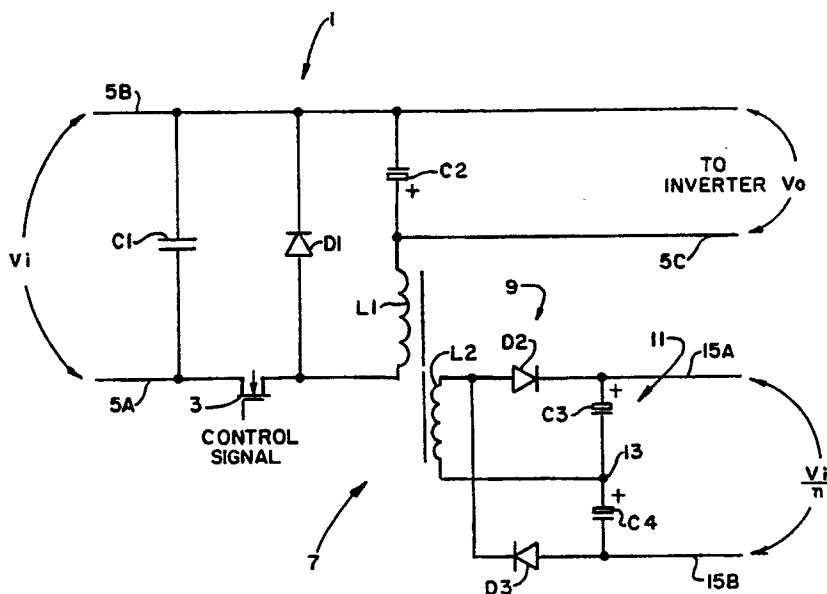 1
5B
C2
+
TO
INVERTER Vo
Vi
C1
D1
5C
L1
9
L2
D2
11
15A
5A
3
CONTROL
SIGNAL
C3
+
13
Vi
n
+
C4
7
D3
15B